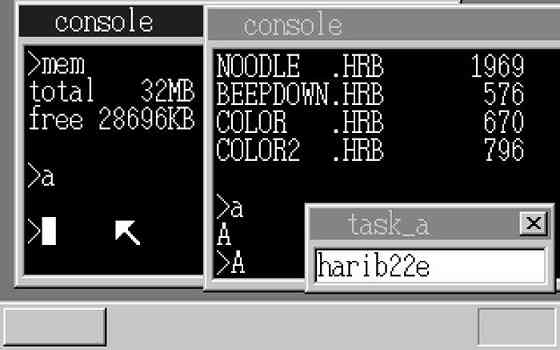 console
>mem
total 32MB
free 28696KB
>a
>
console
NOODLE .HRB 1969
BEEPDOWN.HRB 576
COLOR .HRB 670
COLOR2 .HRB 796
>a
A
>A
task_a
harib22e